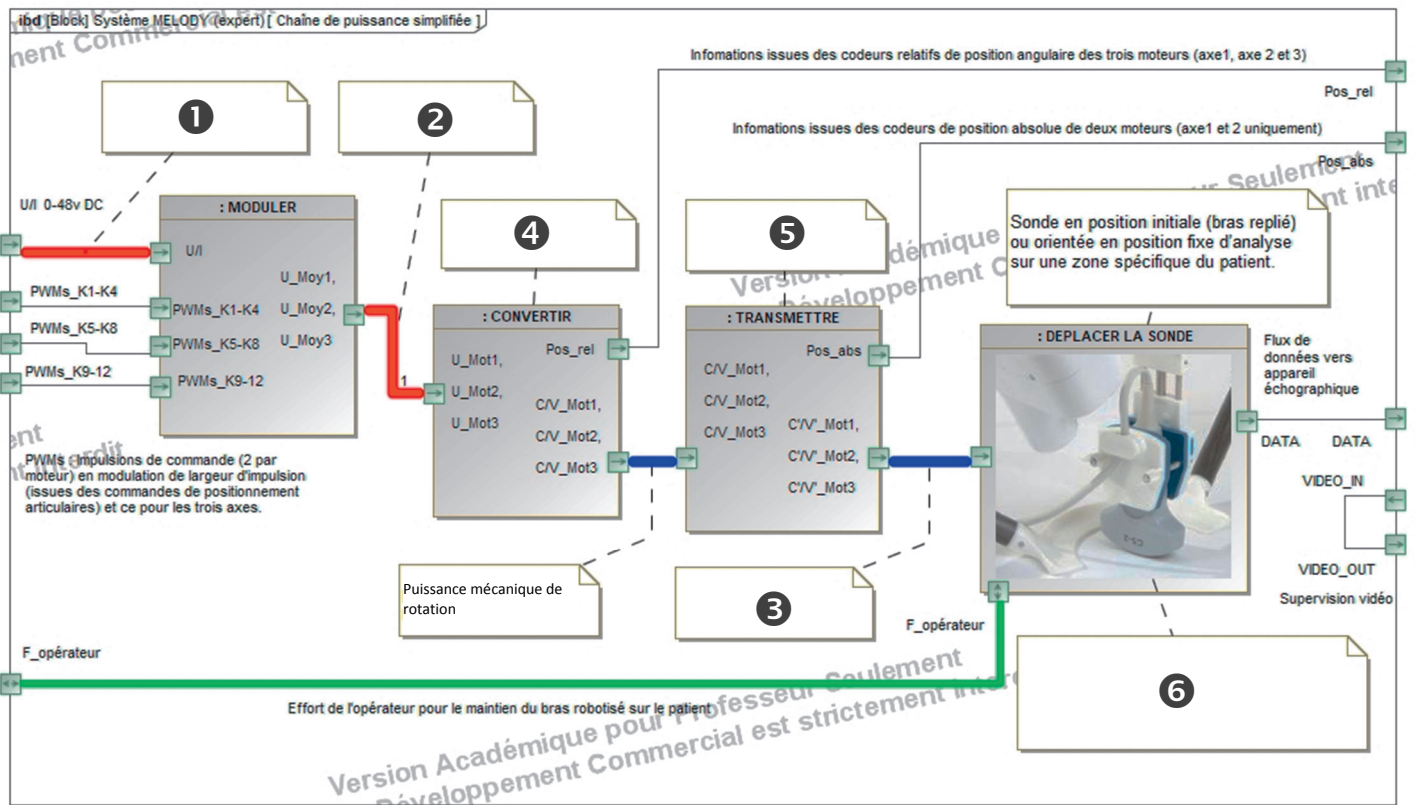 ibd [Block] Système MELODY (expert) [ Chaîne de puissance simplifiée ]
Infomations issues des codeurs relatifs de position angulaire des trois moteurs (axe1, axe 2 et 3)
Pos_rel
Infomations issues des codeurs de position absolue de deux moteurs (axe1 et 2 uniquement)
Pos_abs
1
2
U/I 0-48v DC
PWMs_K1-K4
PWMs_K5-K8
PWMs_K9-12
: MODULER
U/I
U_Moy1,
PWMs_K1-K4
U_Moy2,
PWMs_K5-K8
U_Moy3
PWMs_K9-12
PWMs : Impulsions de commande (2 par
moteur) en modulation de largeur d'impulsion
(issues des commandes de positionnement
articulaires) et ce pour les trois axes.
1
4
: CONVERTIR
Pos_rel
U_Mot1,
U_Mot2,
U_Mot3
C/V_Mot1,
C/V_Mot2,
C/V_Mot3
5
: TRANSMETTRE
Pos_abs
C/V_Mot1,
C/V_Mot2,
C/V_Mot3
C'/V'_Mot1,
C'/V'_Mot2,
C'/V'_Mot3
Sonde en position initiale (bras replié)
ou orientée en position fixe d'analyse
sur une zone spécifique du patient.
: DEPLACER LA SONDE
C5-2
Flux de
données vers
appareil
échographique
DATA
DATA
VIDEO_IN
VIDEO_OUT
Supervision vidéo
Puissance mécanique de
rotation
3
F_opérateur
6
F_opérateur
Effort de l'opérateur pour le maintien du bras robotisé sur le patient
Version Académique pour Professeur Seulement
Développement Commercial est strictement